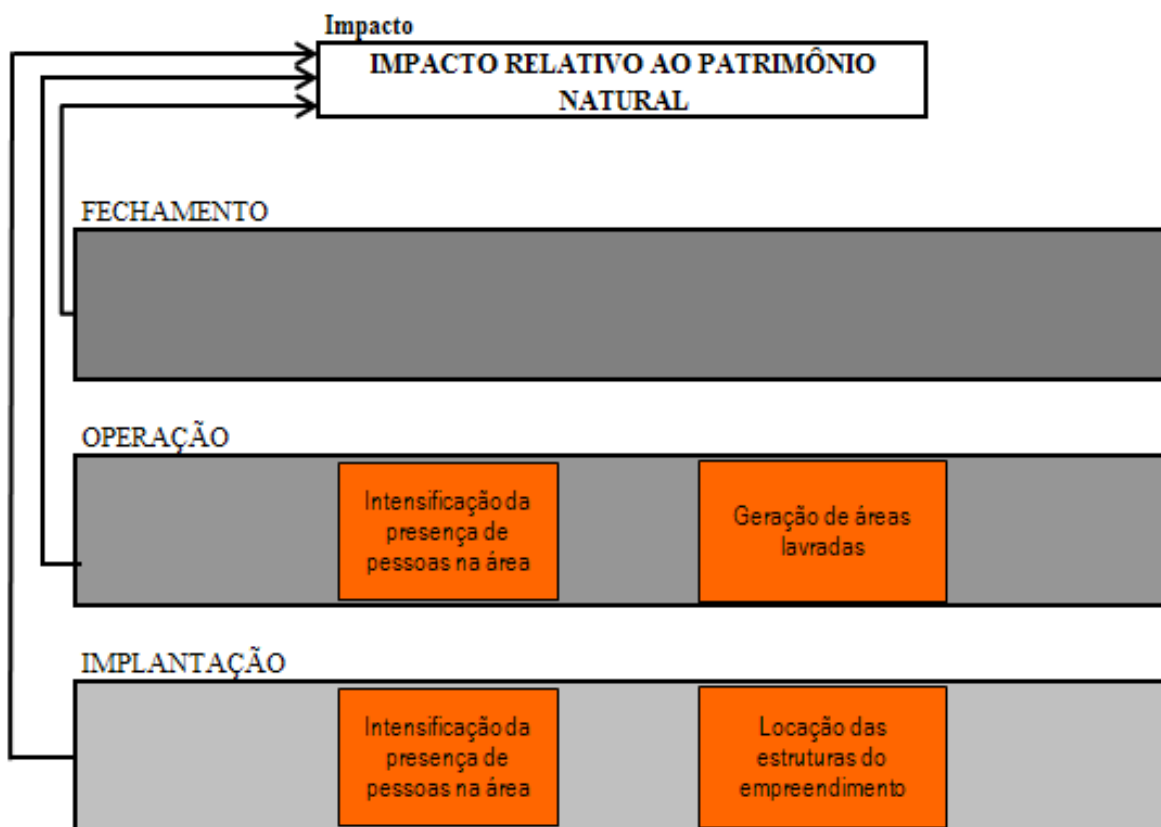 Impacto
IMPACTO RELATIVO AO PATRIMÔNIO
NATURAL
FECHAMENTO
OPERAÇÃO
Intensificação da
presença de
pessoas na área
Geração de áreas
lavradas
IMPLANTAÇÃO
Intensificação da
presença de
pessoas na área
Locação das
estruturas do
empreendimento